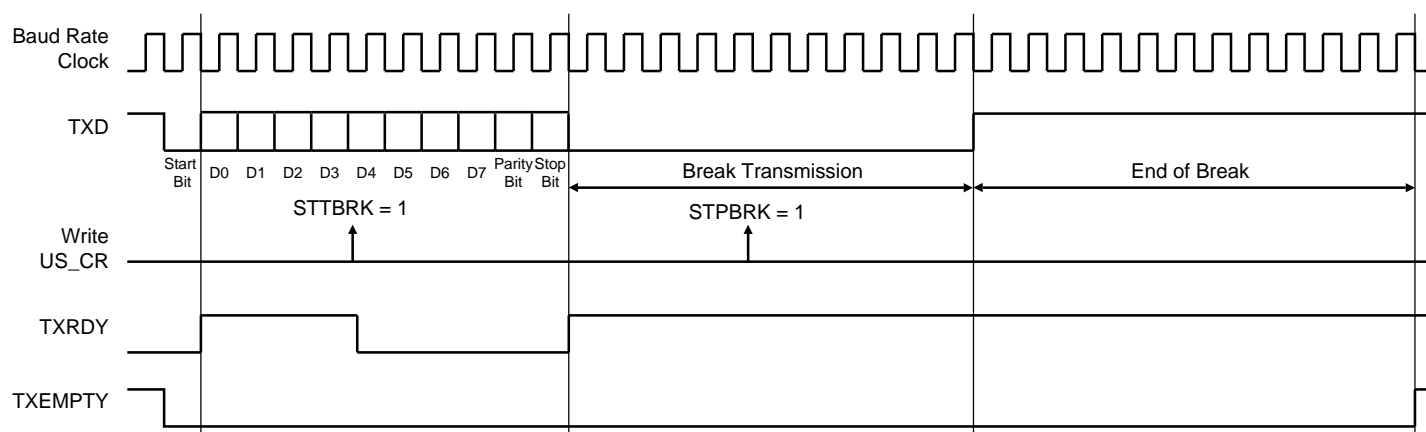 Baud Rate
Clock
TXD
Start
Bit
D0 D1 D2 D3 D4 D5 D6 D7
Parity
Bit
Stop
Bit
Break Transmission
End of Break
STTBRK = 1
STPBRK = 1
Write
US_CR
TXRDY
TXEMPTY